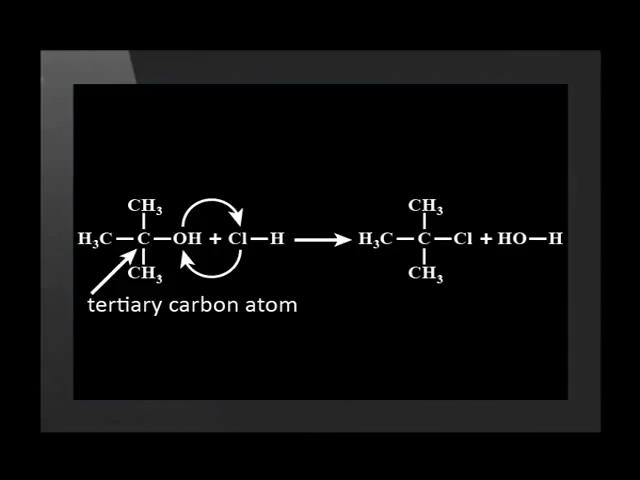 CH₃ CH₃
H₃C—C—OH + Cl—H ⟶ H₃C—C—Cl + HO—H
CH₃ CH₃
tertiary carbon atom